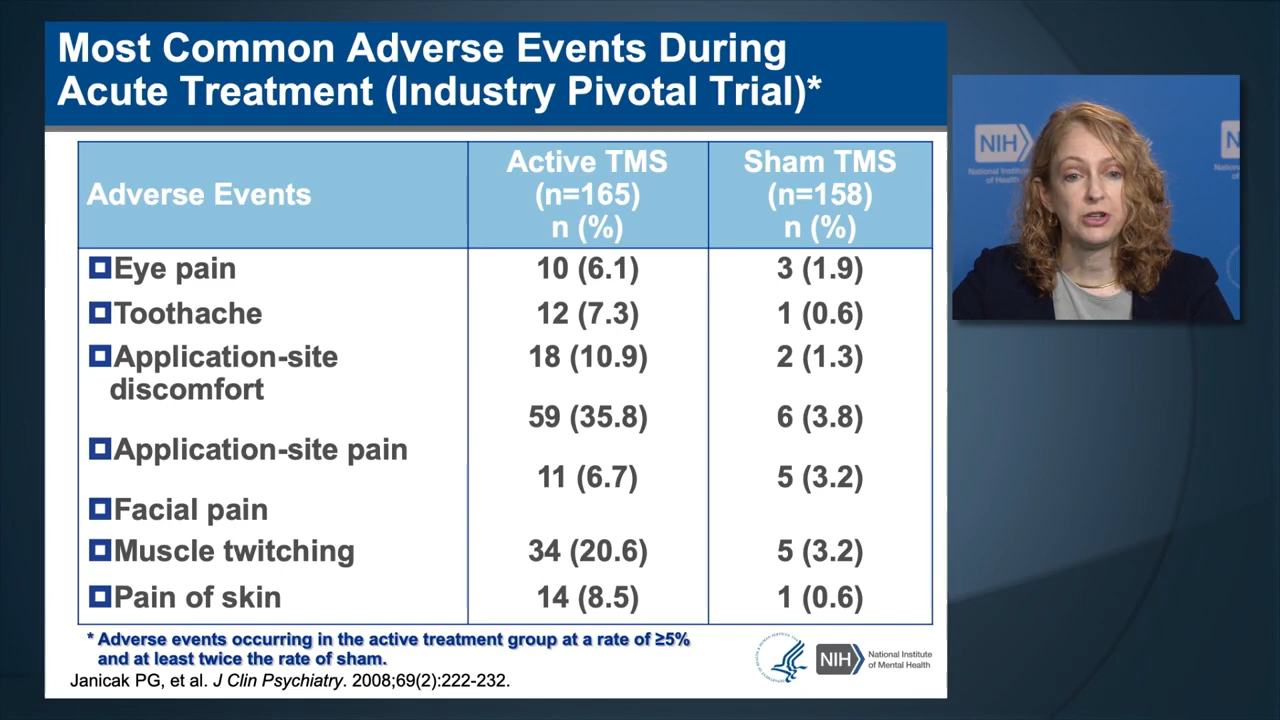 Most Common Adverse Events During
Acute Treatment (Industry Pivotal Trial)*
Adverse Events
Active TMS
(n=165)
n (%)
Sham TMS
(n=158)
n (%)
Eye pain 10 (6.1) 3 (1.9)
Toothache 12 (7.3) 1 (0.6)
Application-site 18 (10.9) 2 (1.3)
discomfort
59 (35.8) 6 (3.8)
Application-site pain
11 (6.7) 5 (3.2)
Facial pain
Muscle twitching 34 (20.6) 5 (3.2)
Pain of skin 14 (8.5) 1 (0.6)
* Adverse events occurring in the active treatment group at a rate of ≥5%
and at least twice the rate of sham.
Janicak PG, et al. J Clin Psychiatry. 2008;69(2):222-232.
NIH
National Institute
of Mental Health
NIH
National Institutes
of Health